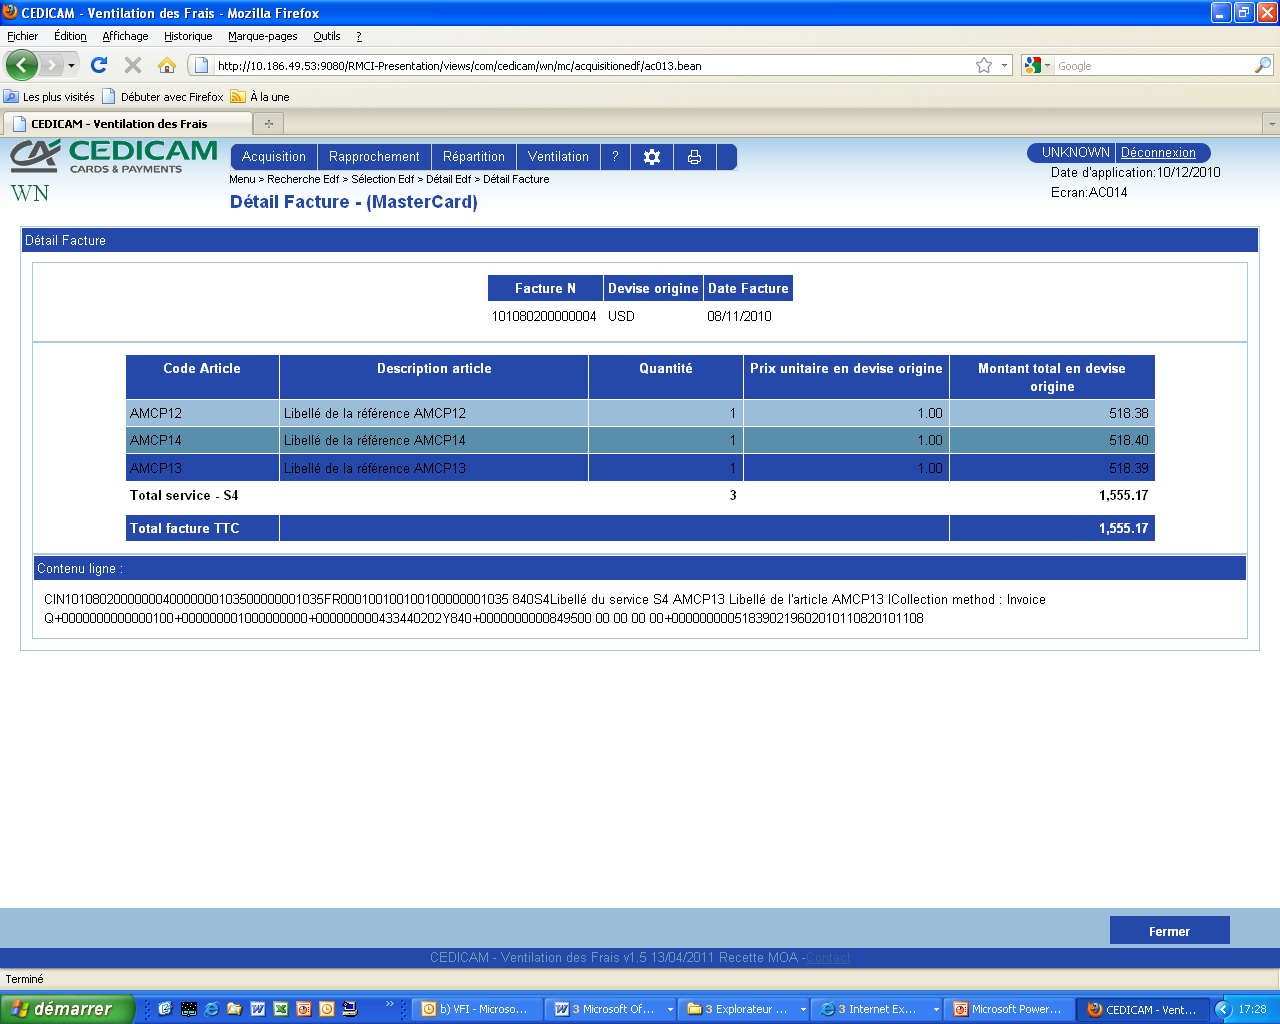 CEDICAM - Ventilation des Frais - Mozilla Firefox
Fichier Édition Affichage Historique Marque-pages Outils ?
http://10.186.49.53:9080/RMCI-Presentation/views/com/cedicam/wn/mc/acquisitionedf/ac013.bean Google
Les plus visités Débuter avec Firefox À la une
CEDICAM - Ventilation des Frais
CEDICAM
CARDS & PAYMENTS
WN
Acquisition Rapprochement Répartition Ventilation ?
UNKNOWN Déconnexion
Menu > Recherche Edf > Sélection Edf > Détail Edf > Détail Facture
Date d'application:10/12/2010
Détail Facture - (MasterCard)
Ecran:AC014
Détail Facture
Facture N Devise origine Date Facture
101080200000004 USD 08/11/2010
Code Article Description article Quantité Prix unitaire en devise origine Montant total en devise origine
AMCP12 Libellé de la référence AMCP12 1 1.00 518.38
AMCP14 Libellé de la référence AMCP14 1 1.00 518.40
AMCP13 Libellé de la référence AMCP13 1 1.00 518.39
Total service - S4 3 1,555.17
Total facture TTC 1,555.17
Contenu ligne :
CIN101080200000004000000001035000000001035FR000100100100100000001035 840S4Libellé du service S4 AMCP13 Libellé de l'article AMCP13 ICollection method : Invoice
Q+0000000000000100+000000001000000000+000000000433440202Y840+0000000000849500 00 00 00 00+000000000518390219602010110820101108
Fermer
CEDICAM - Ventilation des Frais v1.5 13/04/2011 Recette MOA -Contact
Terminé
démarrer b) VFI - Microso... 3 Microsoft Of... 3 Explorateur ... 3 Internet Ex... Microsoft Power... CEDICAM - Vent... 17:28